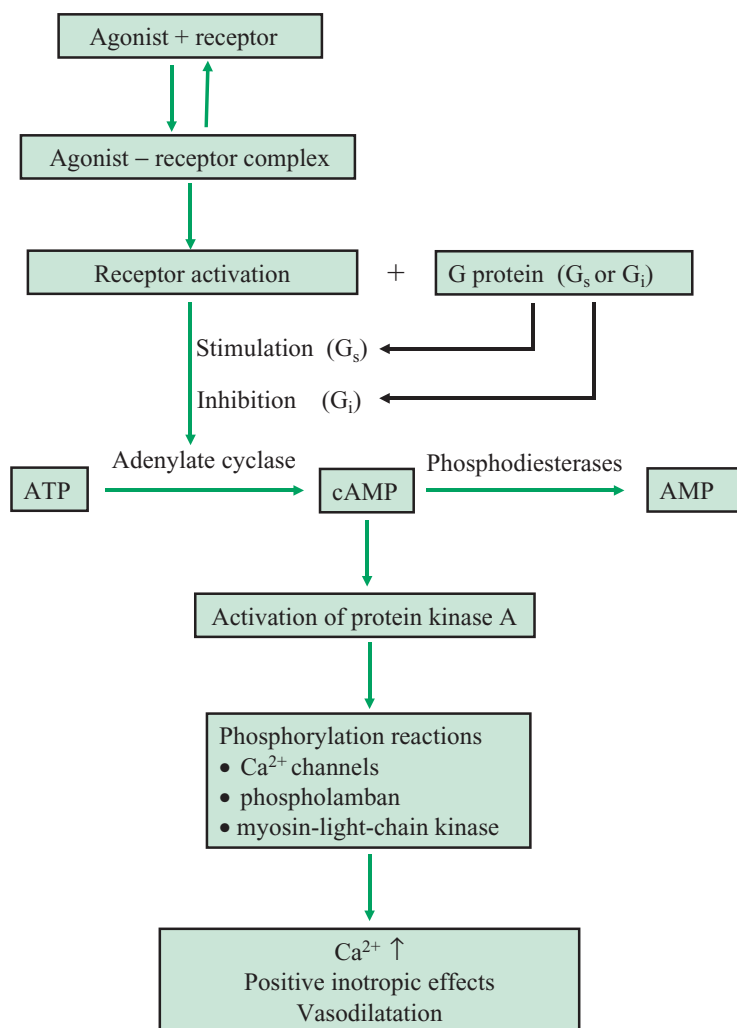 Agonist + receptor
Agonist – receptor complex
Receptor activation
+
G protein (Gs or Gi)
Stimulation (Gs)
Inhibition (Gi)
Adenylate cyclase
Phosphodiesterases
ATP
cAMP
AMP
Activation of protein kinase A
Phosphorylation reactions
• Ca²⁺ channels
• phospholamban
• myosin-light-chain kinase
Ca²⁺ ↑
Positive inotropic effects
Vasodilatation